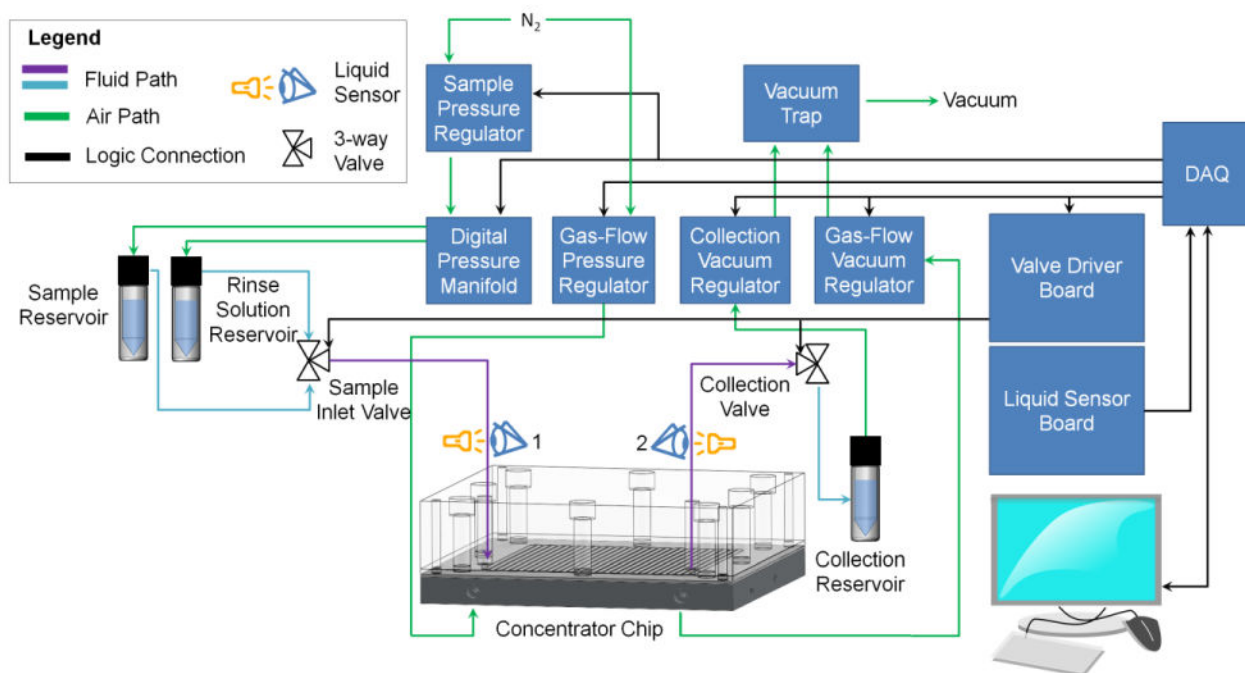 Legend
Fluid Path
Air Path
Logic Connection
Liquid
Sensor
3-way
Valve
N₂
Sample
Pressure
Regulator
Vacuum
Trap
Vacuum
DAQ
Digital
Pressure
Manifold
Gas-Flow
Pressure
Regulator
Collection
Vacuum
Regulator
Gas-Flow
Vacuum
Regulator
Valve Driver
Board
Sample
Reservoir
Rinse
Solution
Reservoir
Sample
Inlet Valve
Collection
Valve
Liquid Sensor
Board
1
2
Collection
Reservoir
Concentrator Chip